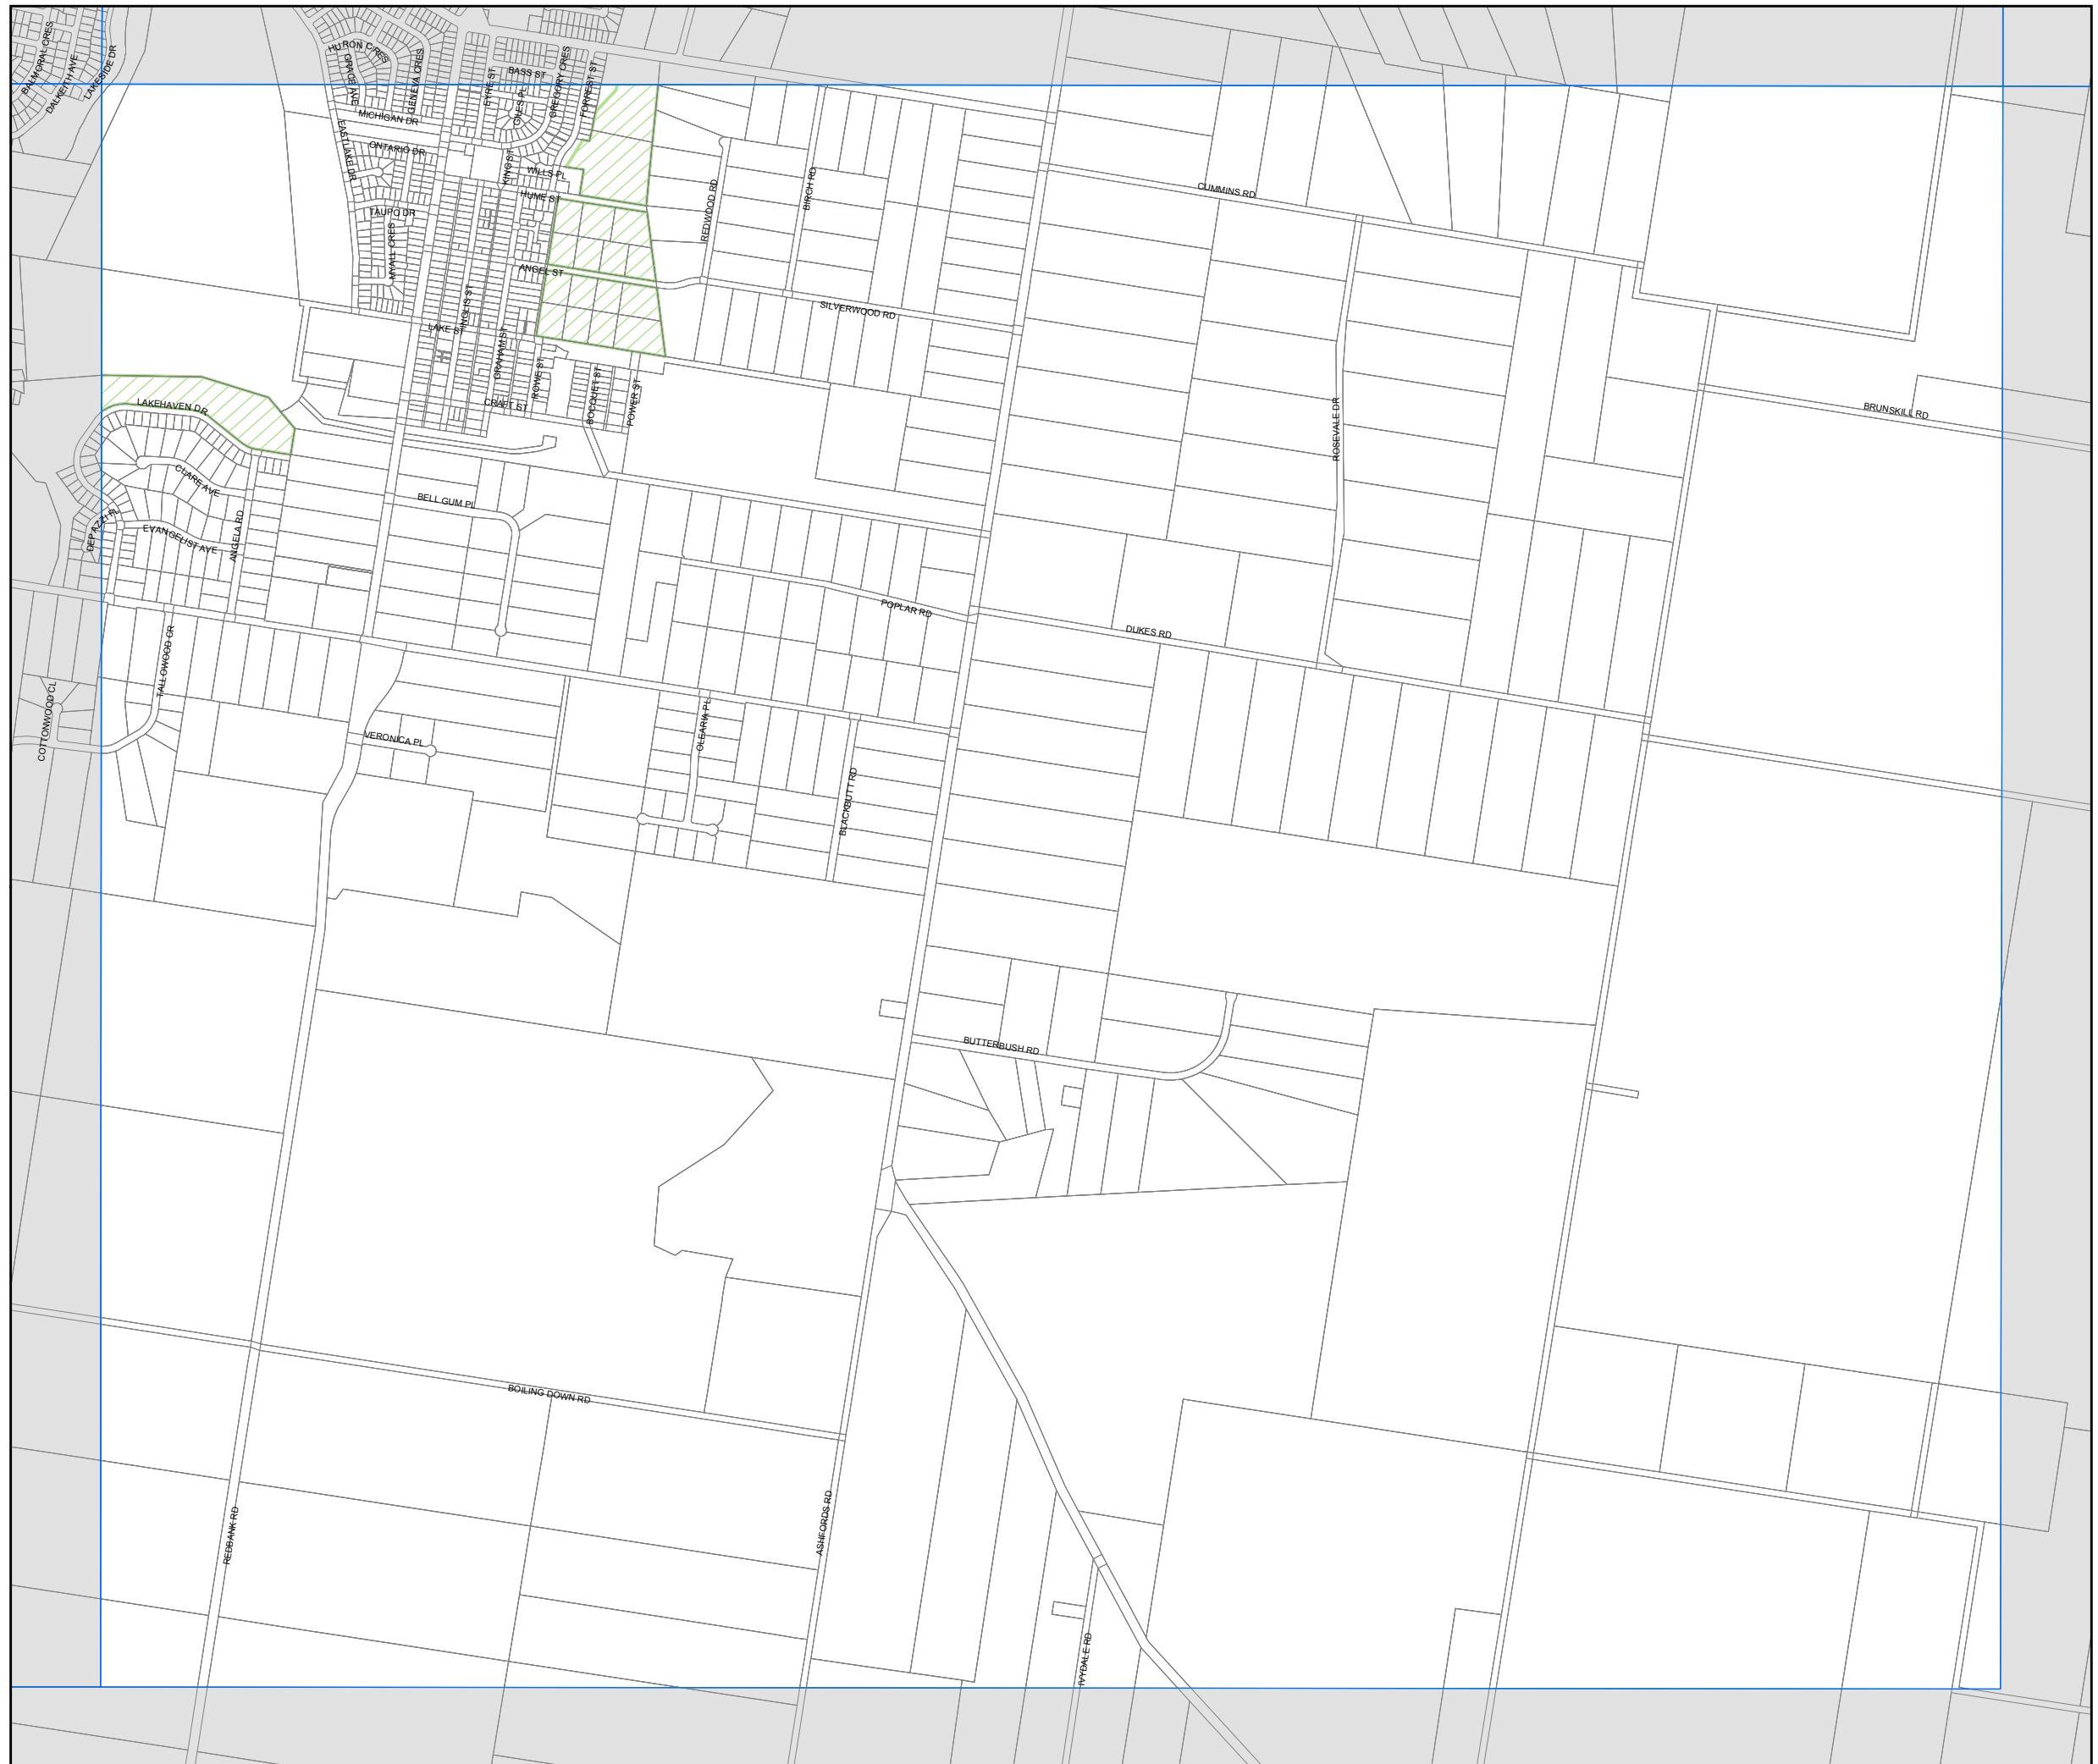 BALMORAL CRES
DALKEITH AVE
LAKESIDE DR
HURON CRES
GRACE AVE
GENEVA CRES
EYRE ST
BASS ST
GILES PL
GREGORY CRES
FORREST ST
MICHIGAN DR
EASTLAKE DR
ONTARIO DR
KING ST
WILLS PL
HUME ST
TAUPO DR
MYALL CRES
REDWOOD RD
BIRCH RD
CUMMINS RD
ANGEL ST
INGLIS ST
LAKE ST
GRAHAM ST
SILVERWOOD RD
ROWE ST
BOCQUET ST
POWER ST
CRAFT ST
LAKEHAVEN DR
ROSEVALE DR
BRUNSKILL RD
CLARE AVE
BELL GUM PL
DEPAZZI PL
EVANGELIST AVE
ANGELA RD
POPLAR RD
DUKES RD
TALLOWOOD CR
COTTONWOOD CL
VERONICA PL
OLEARIA PL
BLACKBUTT RD
BUTTERBUSH RD
BOILING DOWN RD
REDBANK RD
ASHFORDS RD
IVYDALE RD